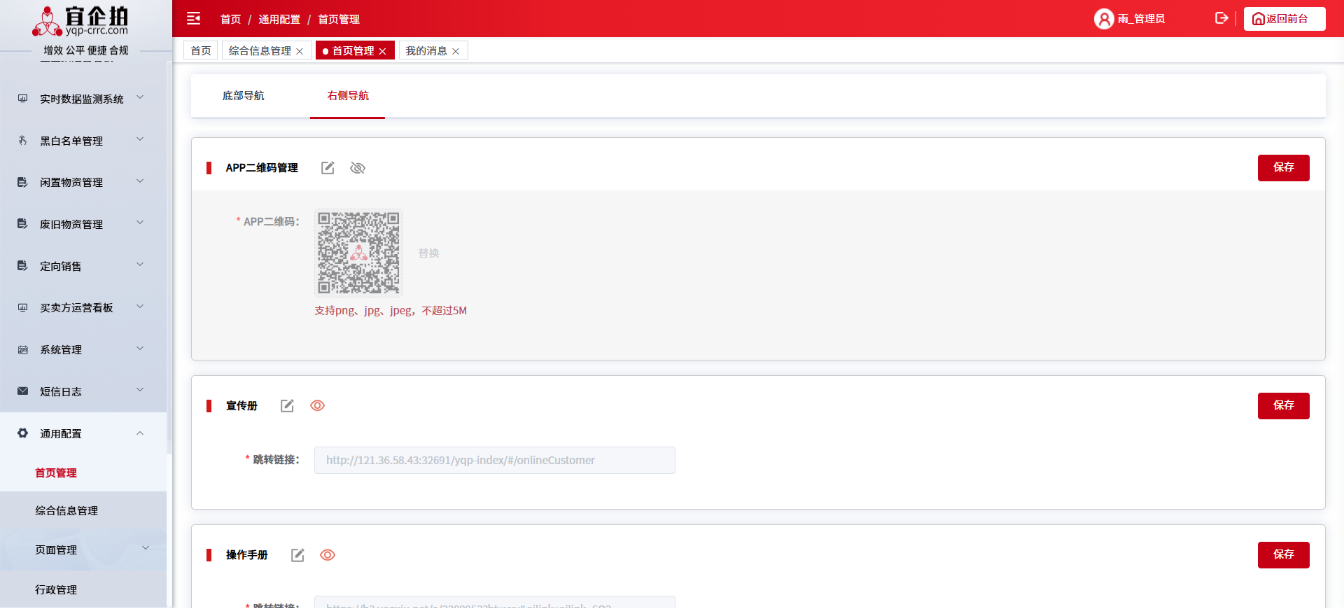 宜企拍
yqp-crrc.com
增效 公平 便捷 合规
实时数据监测系统
黑白名单管理
闲置物资管理
废旧物资管理
定向销售
买卖方运营看板
系统管理
短信日志
通用配置
首页管理
综合信息管理
页面管理
行政管理
首页 / 通用配置 / 首页管理
雨_管理员
返回前台
首页 综合信息管理 首页管理 我的消息
底部导航 右侧导航
APP二维码管理
保存
* APP二维码：
替换
支持png、jpg、jpeg，不超过5M
宣传册
保存
* 跳转链接：
http://121.36.58.43:32691/yqp-index/#/onlineCustomer
操作手册
保存
* 跳转链接：